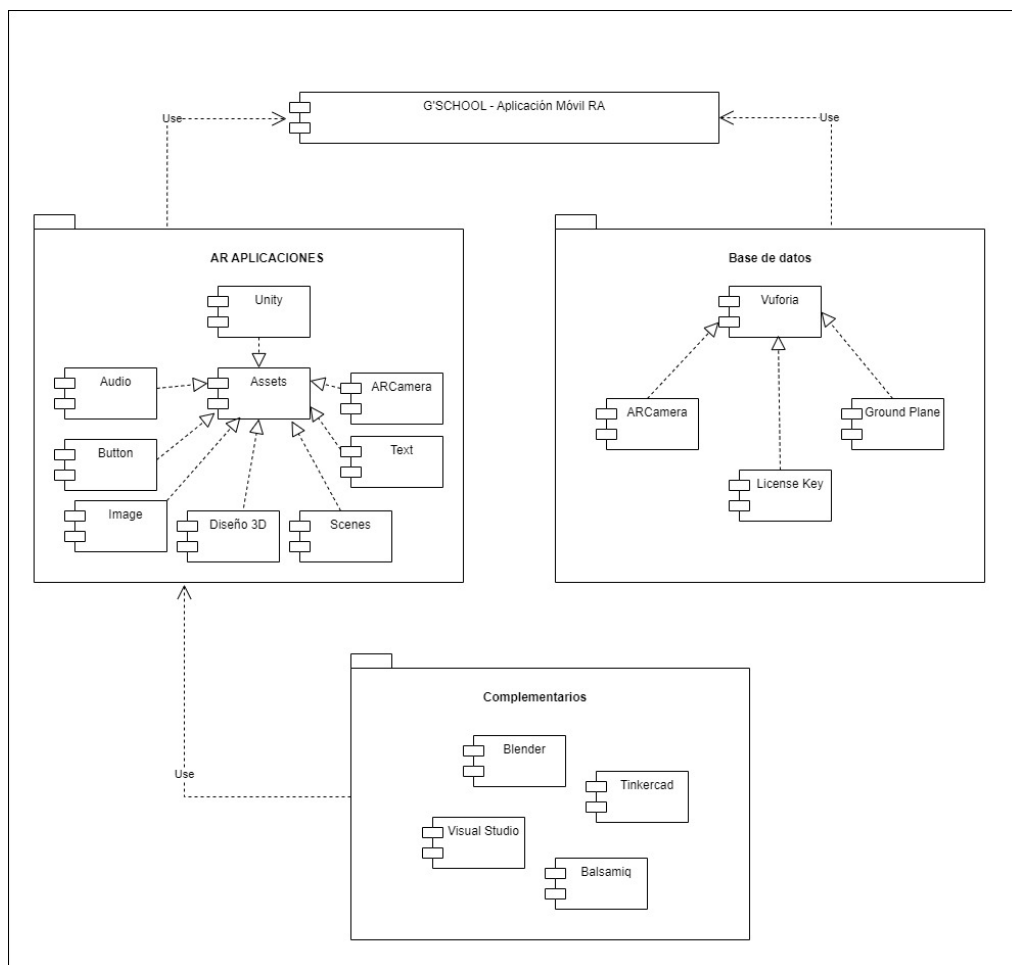 G'SCHOOL - Aplicación Móvil RA
Use
Use
AR APLICACIONES
Unity
Audio
Assets
ARCamera
Button
Text
Image
Diseño 3D
Scenes
Base de datos
Vuforia
ARCamera
Ground Plane
License Key
Use
Complementarios
Blender
Tinkercad
Visual Studio
Balsamiq